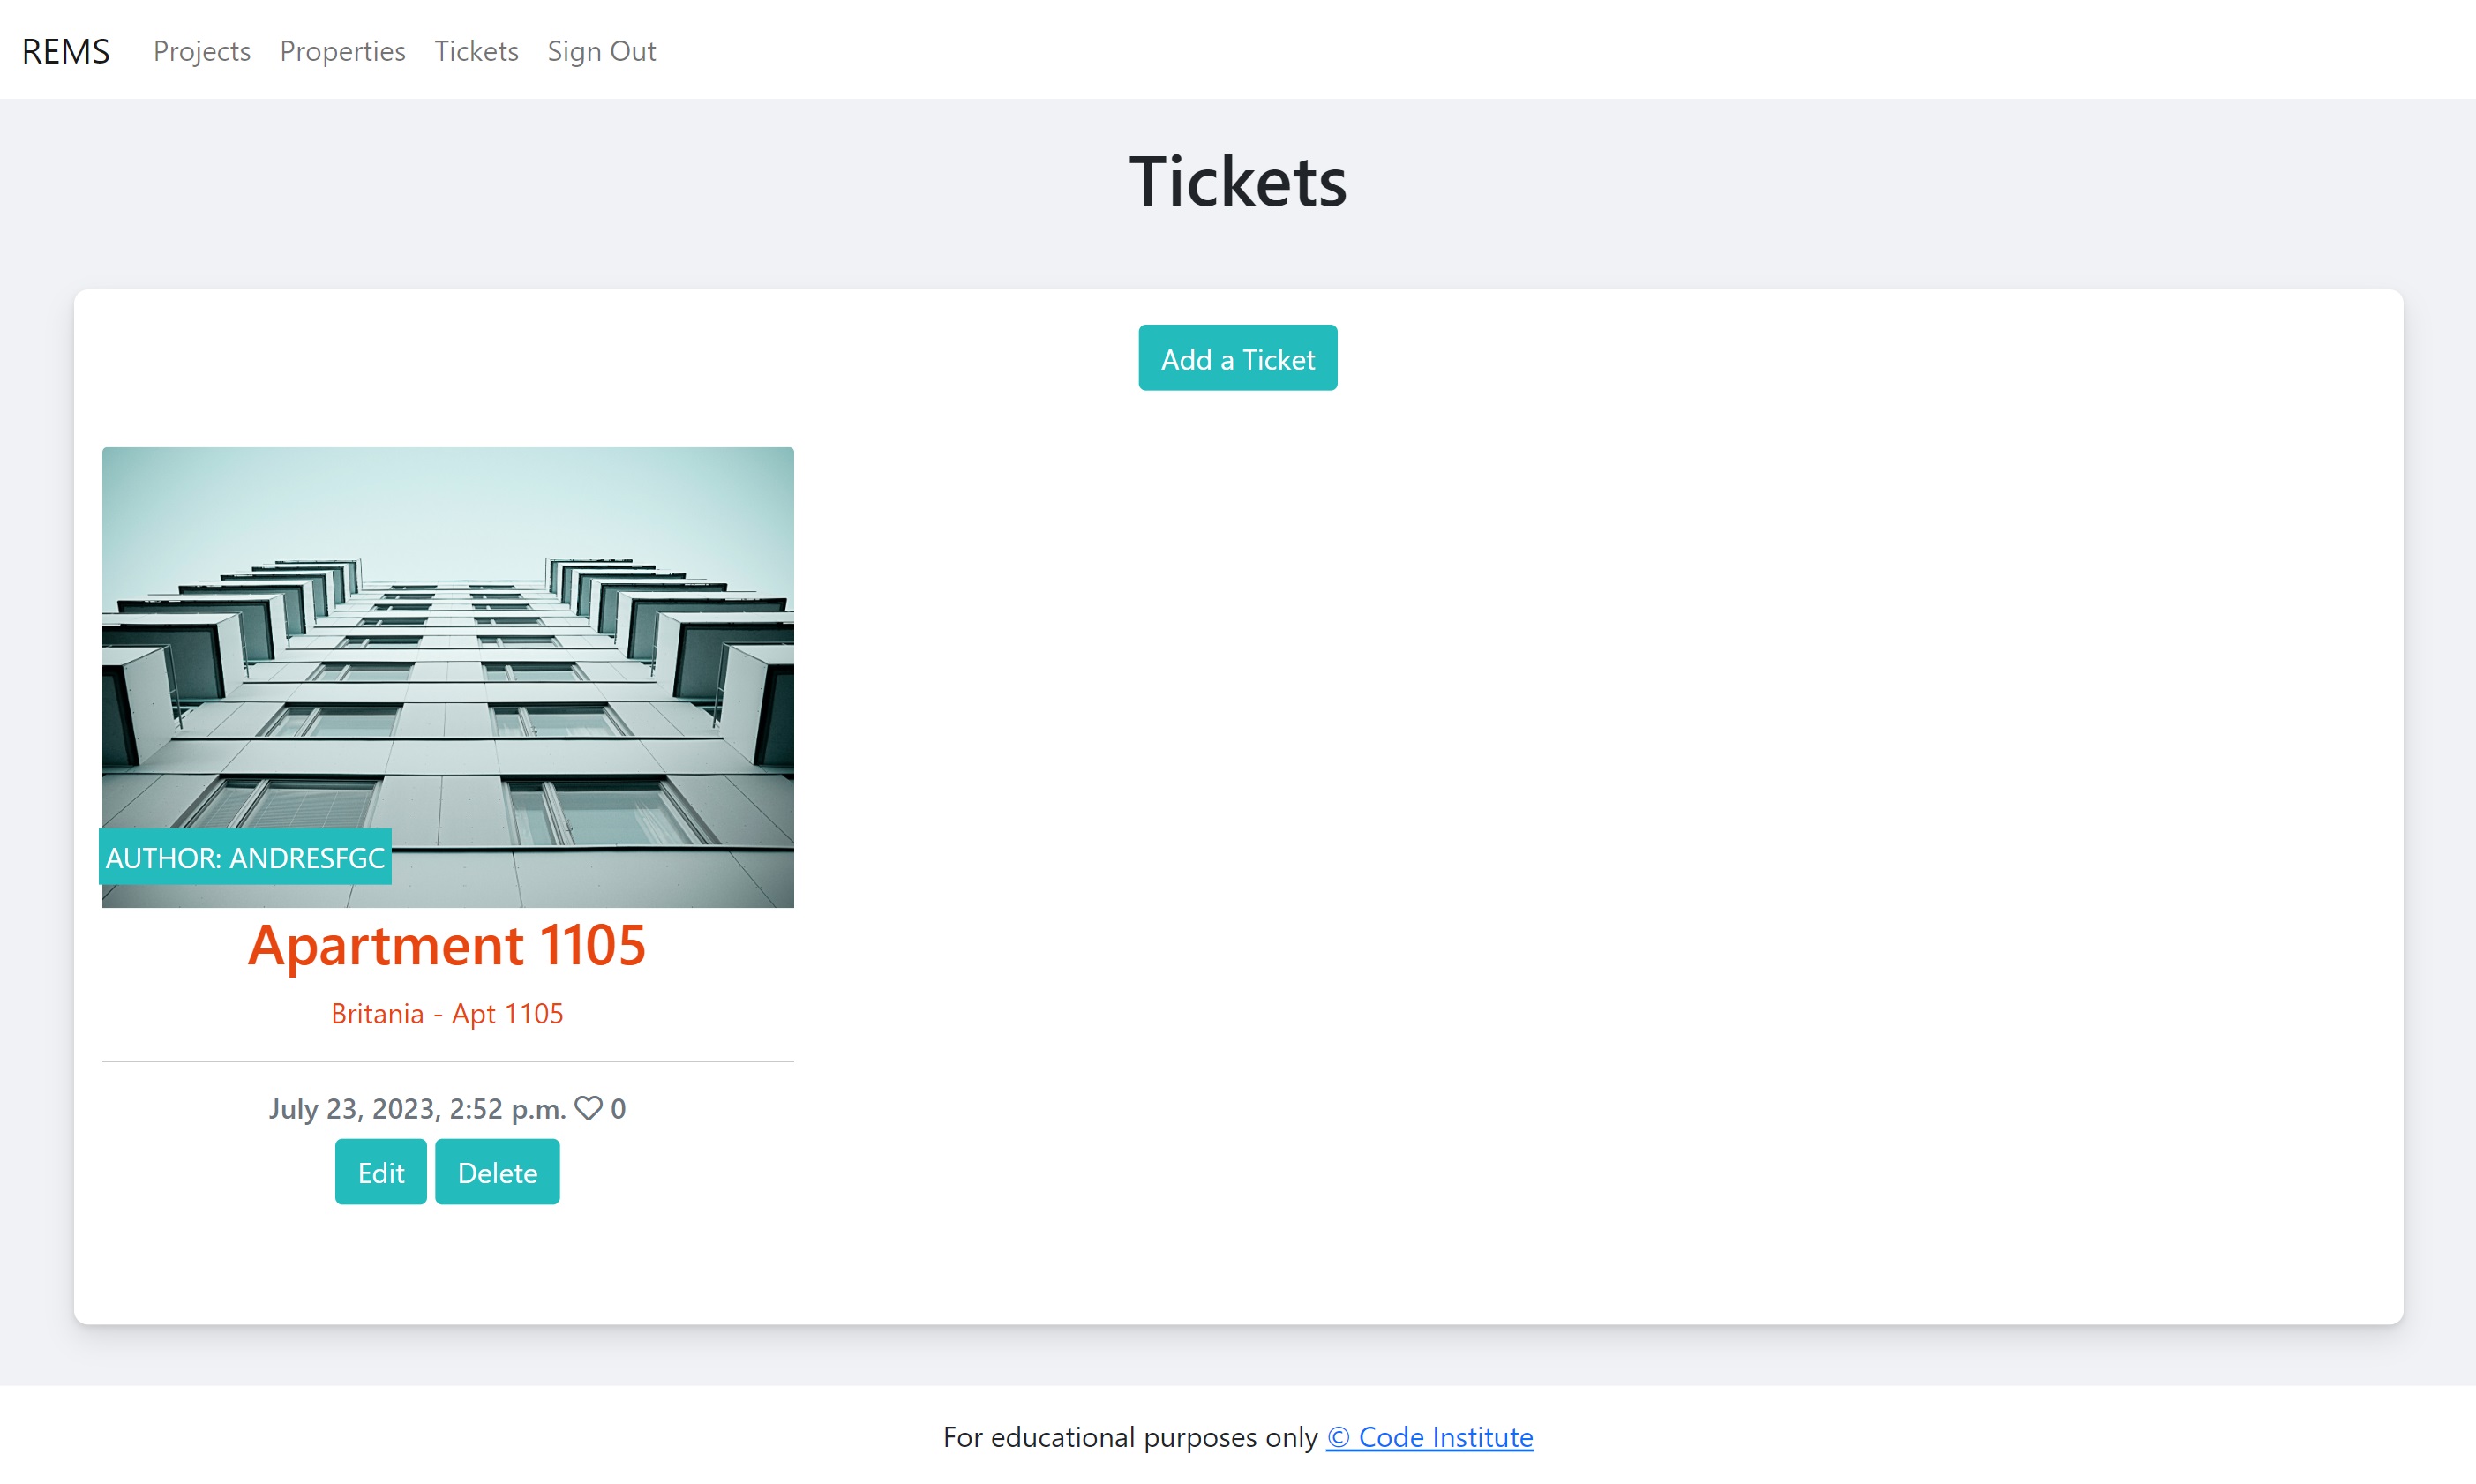 REMS Projects Properties Tickets Sign Out
Tickets
Add a Ticket
AUTHOR: ANDRESFGC
Apartment 1105
Britania - Apt 1105
July 23, 2023, 2:52 p.m. 0
Edit Delete
For educational purposes only © Code Institute